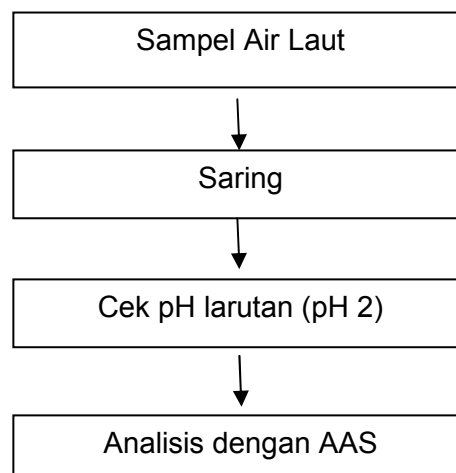 Sampel Air Laut
Saring
Cek pH larutan (pH 2)
Analisis dengan AAS